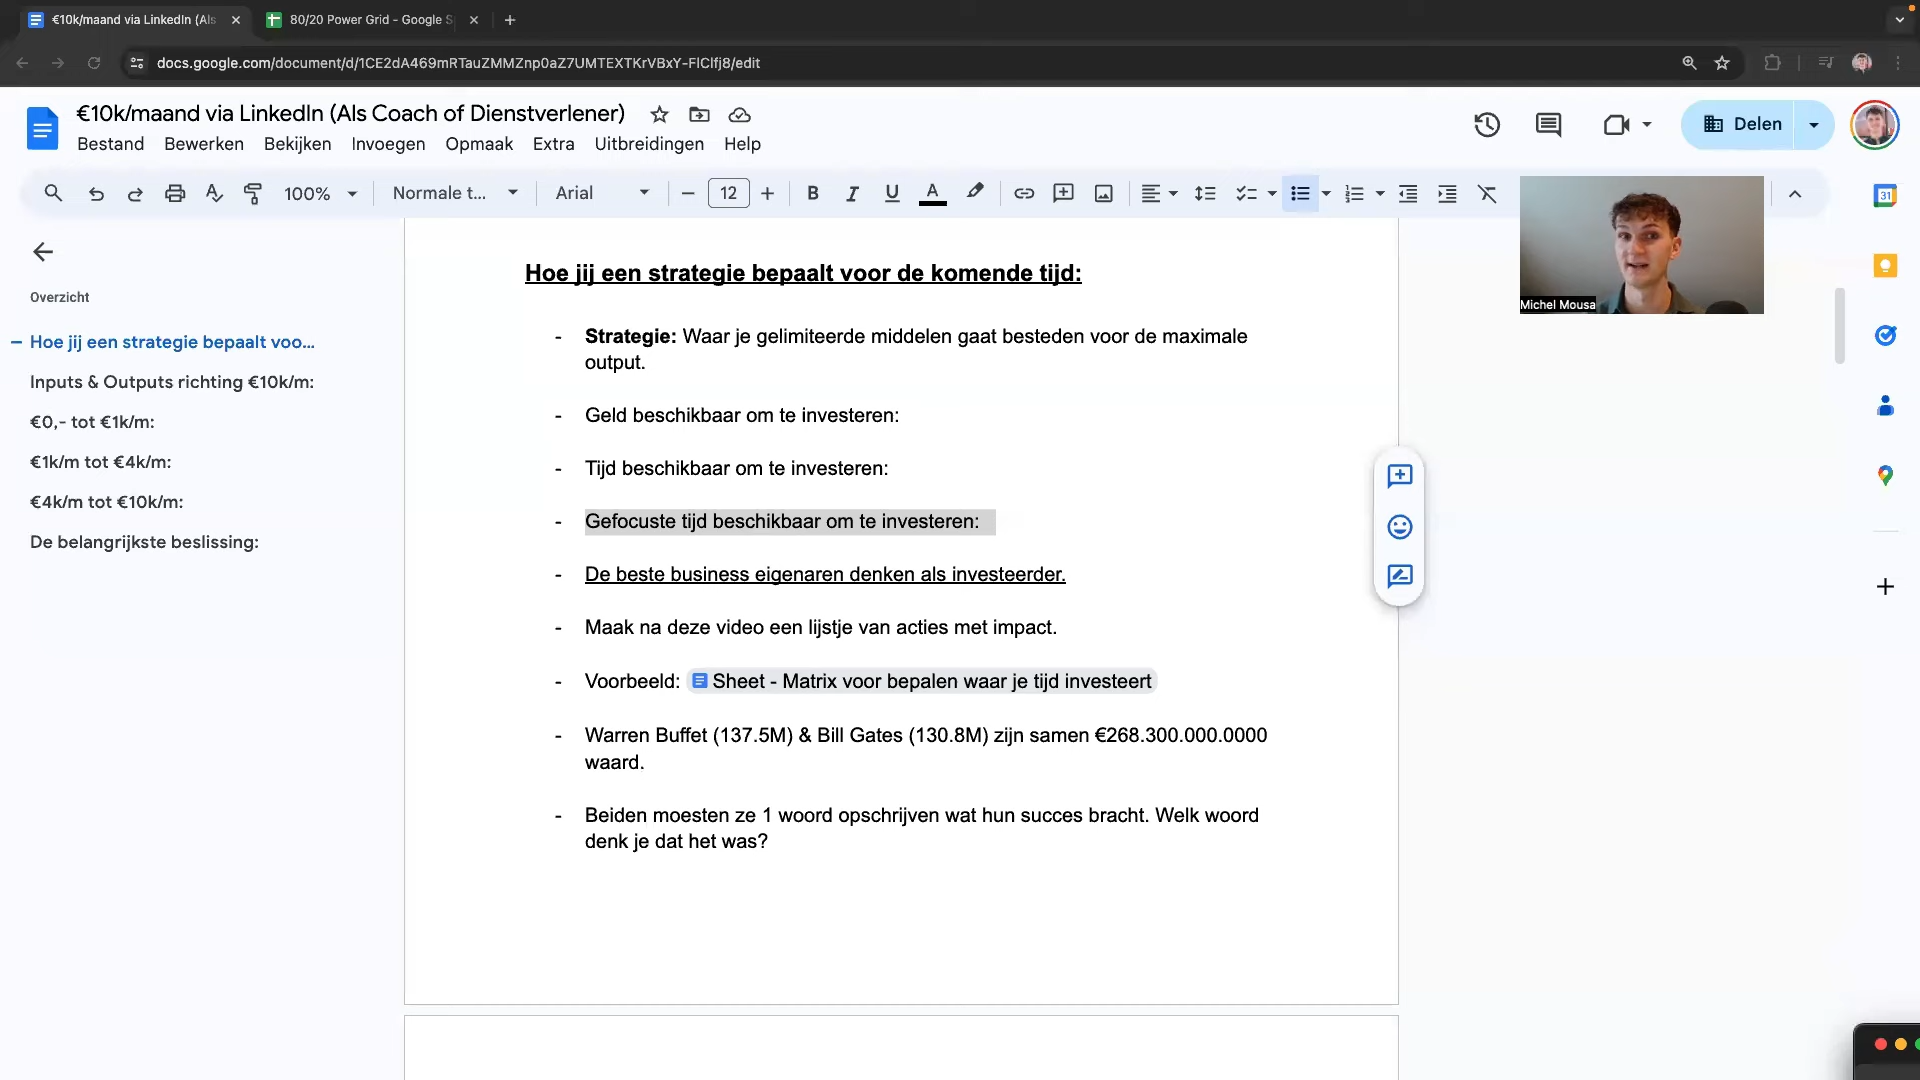 €10k/maand via LinkedIn (Als
80/20 Power Grid - Google S
docs.google.com/document/d/1CE2dA469mRTauZMMZnp0aZ7UMTEXTKrVBxY-FlClfj8/edit
€10k/maand via LinkedIn (Als Coach of Dienstverlener)
Bestand Bewerken Bekijken Invoegen Opmaak Extra Uitbreidingen Help
Delen
100% Normale t... Arial 12 B I U A
31
Michel Mousa
Overzicht
Hoe jij een strategie bepaalt voo...
Inputs & Outputs richting €10k/m:
€0,- tot €1k/m:
€1k/m tot €4k/m:
€4k/m tot €10k/m:
De belangrijkste beslissing:
Hoe jij een strategie bepaalt voor de komende tijd:
- Strategie: Waar je gelimiteerde middelen gaat besteden voor de maximale
output.
- Geld beschikbaar om te investeren:
- Tijd beschikbaar om te investeren:
- Gefocuste tijd beschikbaar om te investeren:
- De beste business eigenaren denken als investeerder.
- Maak na deze video een lijstje van acties met impact.
- Voorbeeld: Sheet - Matrix voor bepalen waar je tijd investeert
- Warren Buffet (137.5M) & Bill Gates (130.8M) zijn samen €268.300.000.0000
waard.
- Beiden moesten ze 1 woord opschrijven wat hun succes bracht. Welk woord
denk je dat het was?